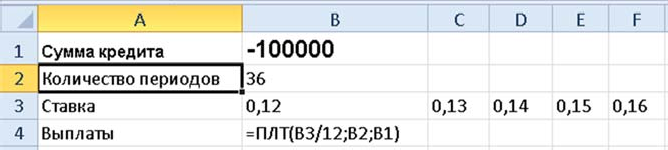 A B C D E F
1 Сумма кредита -100000
2 Количество периодов 36
3 Ставка 0,12 0,13 0,14 0,15 0,16
4 Выплаты =ПЛТ(B3/12;B2;B1)